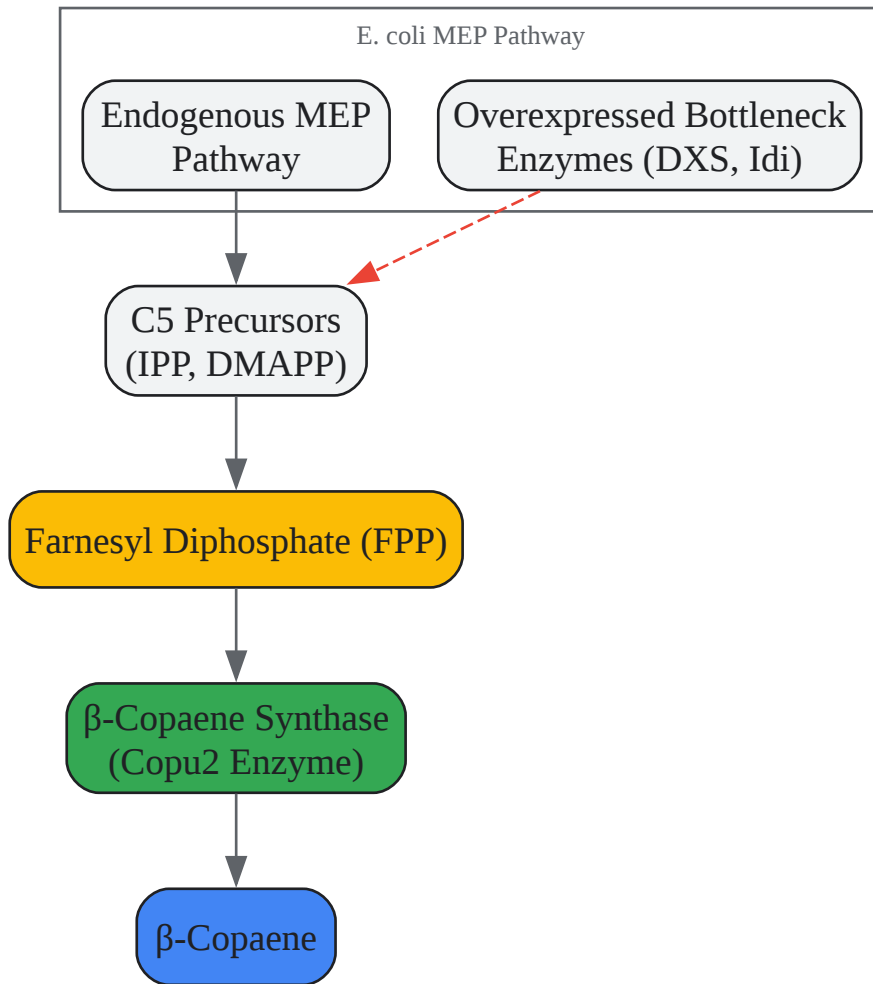 E. coli MEP Pathway
Endogenous MEP
Pathway
Overexpressed Bottleneck
Enzymes (DXS, Idi)
C5 Precursors
(IPP, DMAPP)
Farnesyl Diphosphate (FPP)
β-Copaene Synthase
(Copu2 Enzyme)
β-Copaene